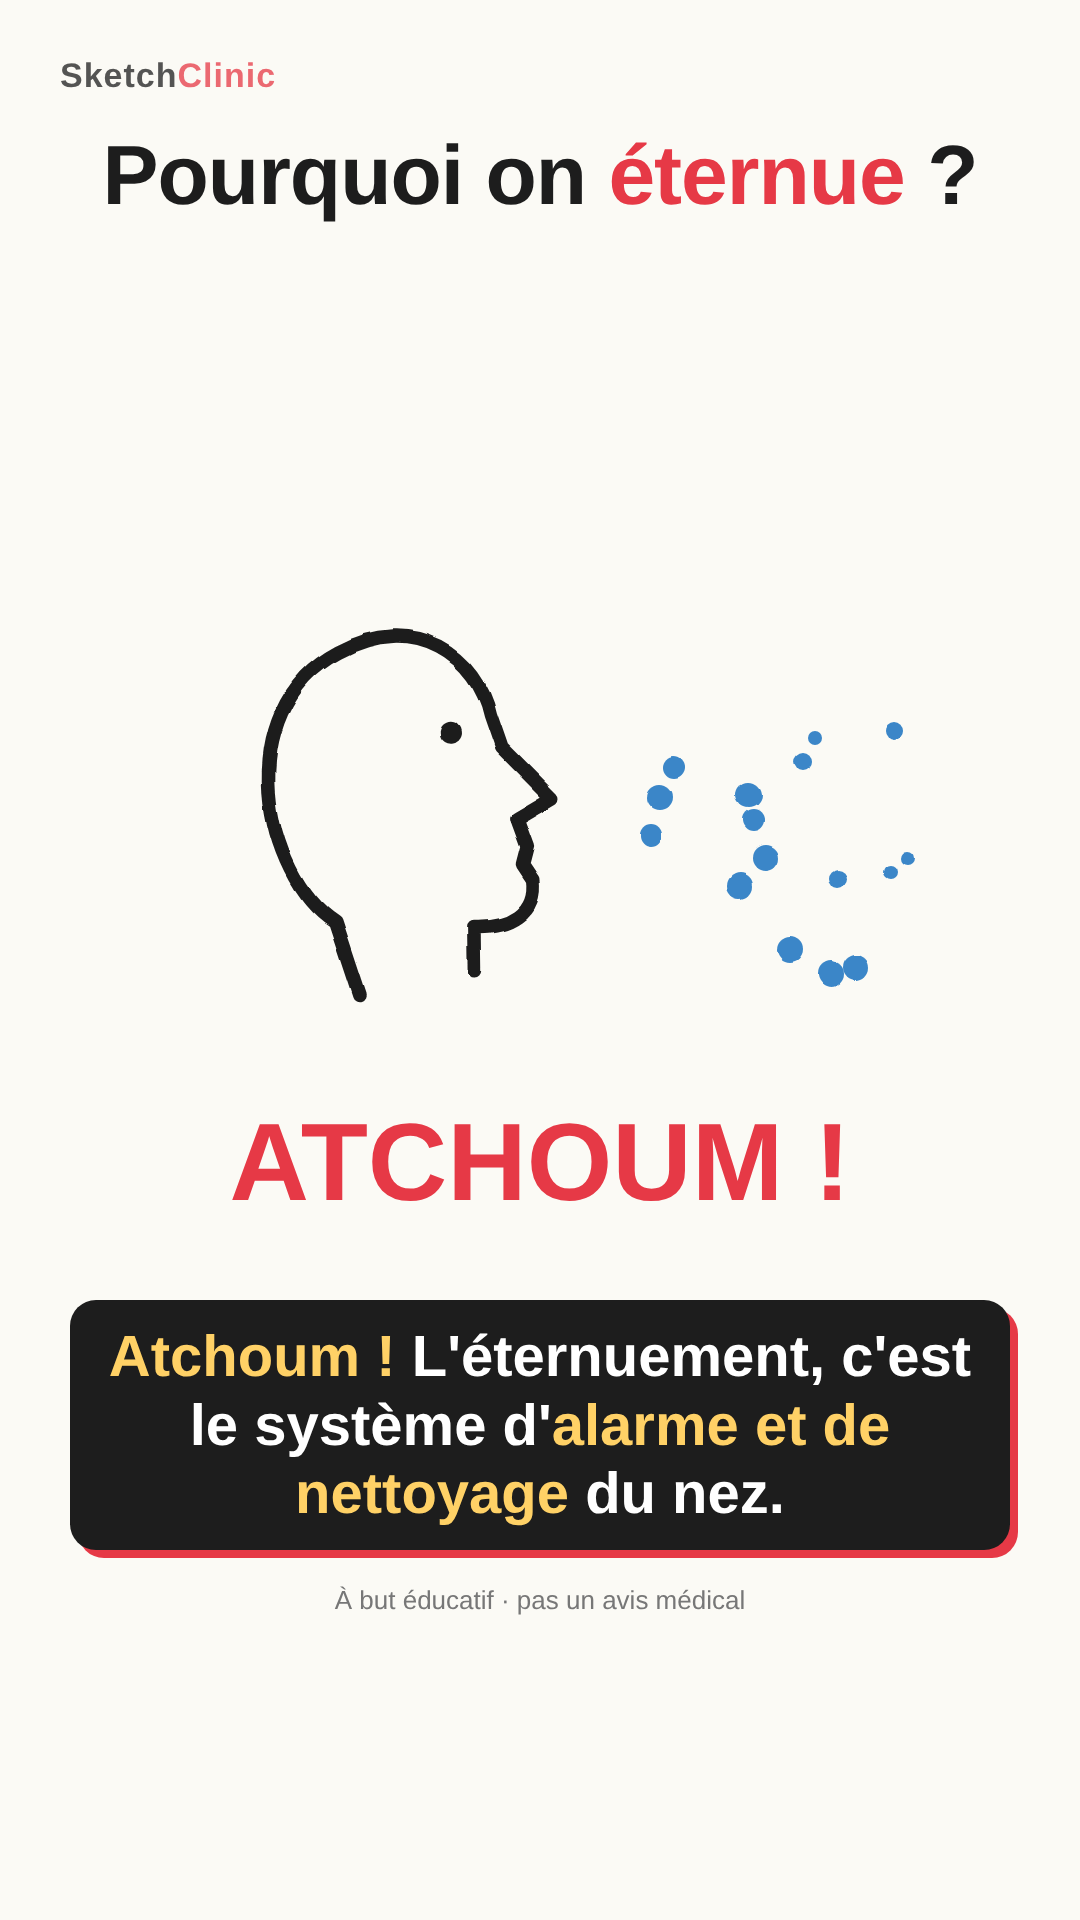 SketchClinic
Pourquoi on éternue ?
ATCHOUM !
Atchoum ! L'éternuement, c'est
le système d'alarme et de
nettoyage du nez.
À but éducatif · pas un avis médical